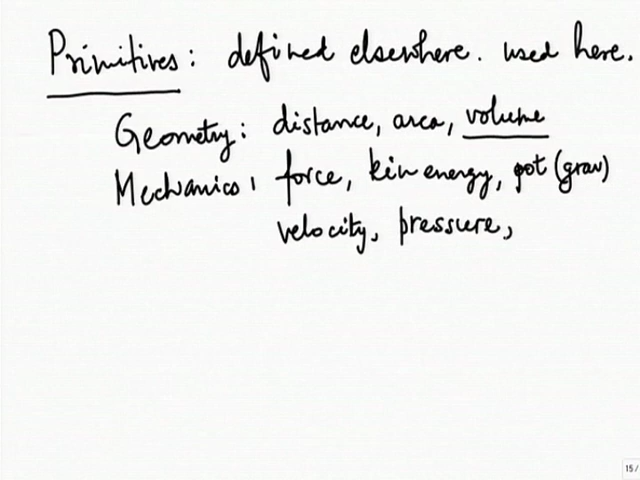 Primitives: defined elsewhere. used here.
Geometry: distance, area, volume
Mechanics: force, kin energy, pot (grav)
velocity, pressure,
15/